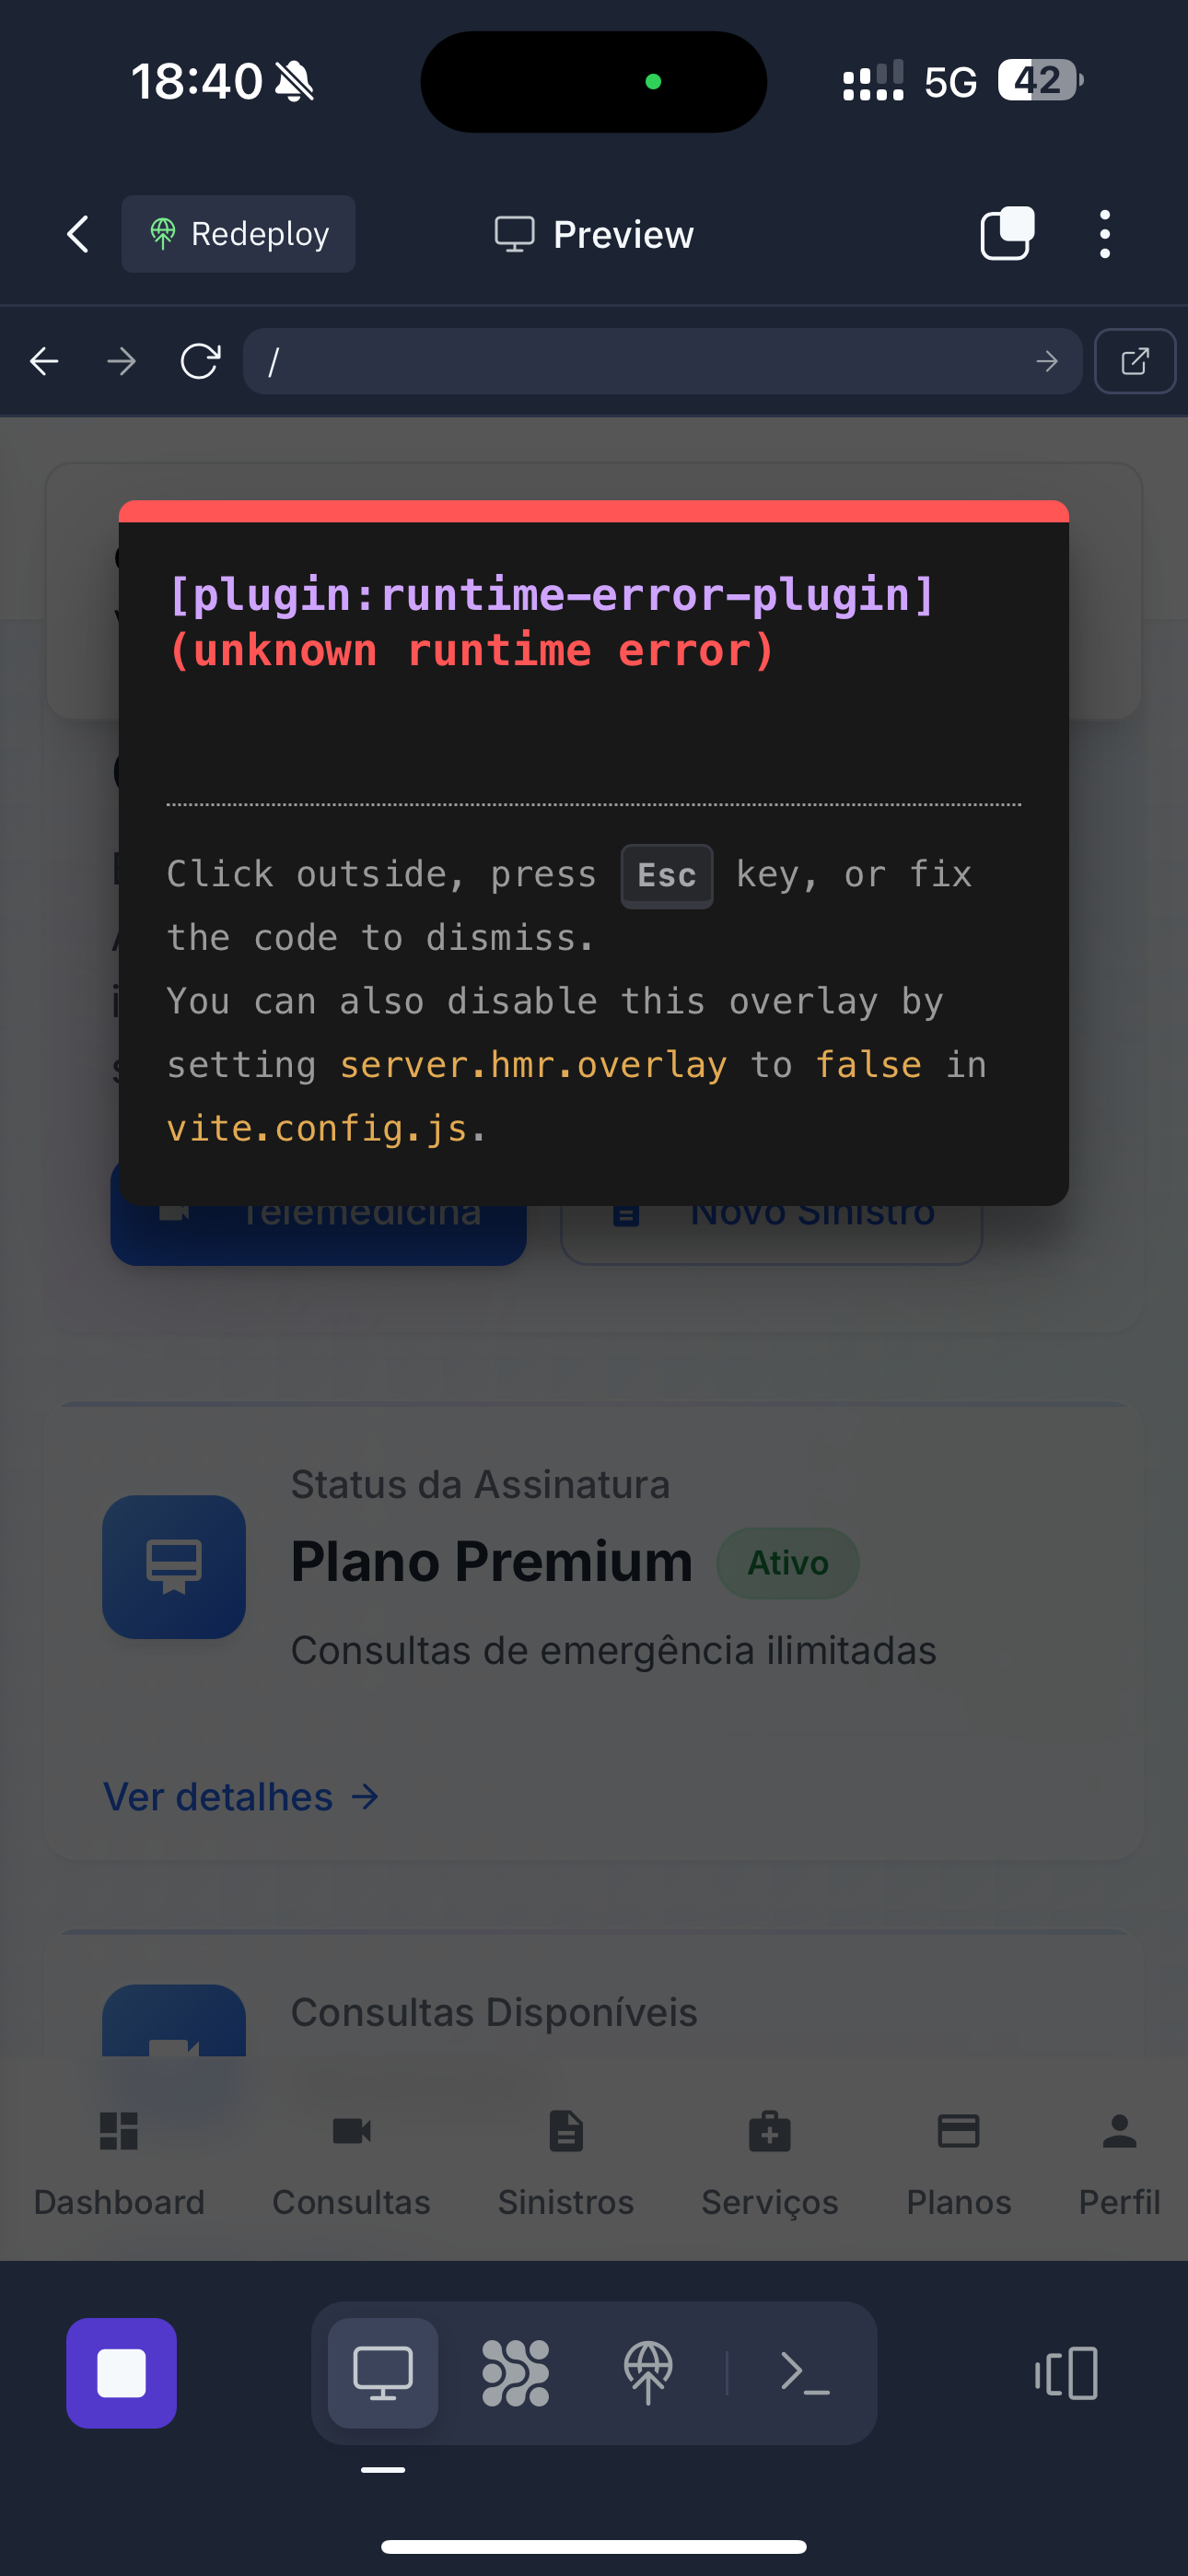 18:40
5G
42
Redeploy
Preview
/
[plugin:runtime-error-plugin]
(unknown runtime error)
Click outside, press Esc key, or fix
the code to dismiss.
You can also disable this overlay by
setting server.hmr.overlay to false in
vite.config.js.
Telemedicina
Novo Sinistro
Status da Assinatura
Plano Premium
Ativo
Consultas de emergência ilimitadas
Ver detalhes →
Consultas Disponíveis
Dashboard
Consultas
Sinistros
Serviços
Planos
Perfil